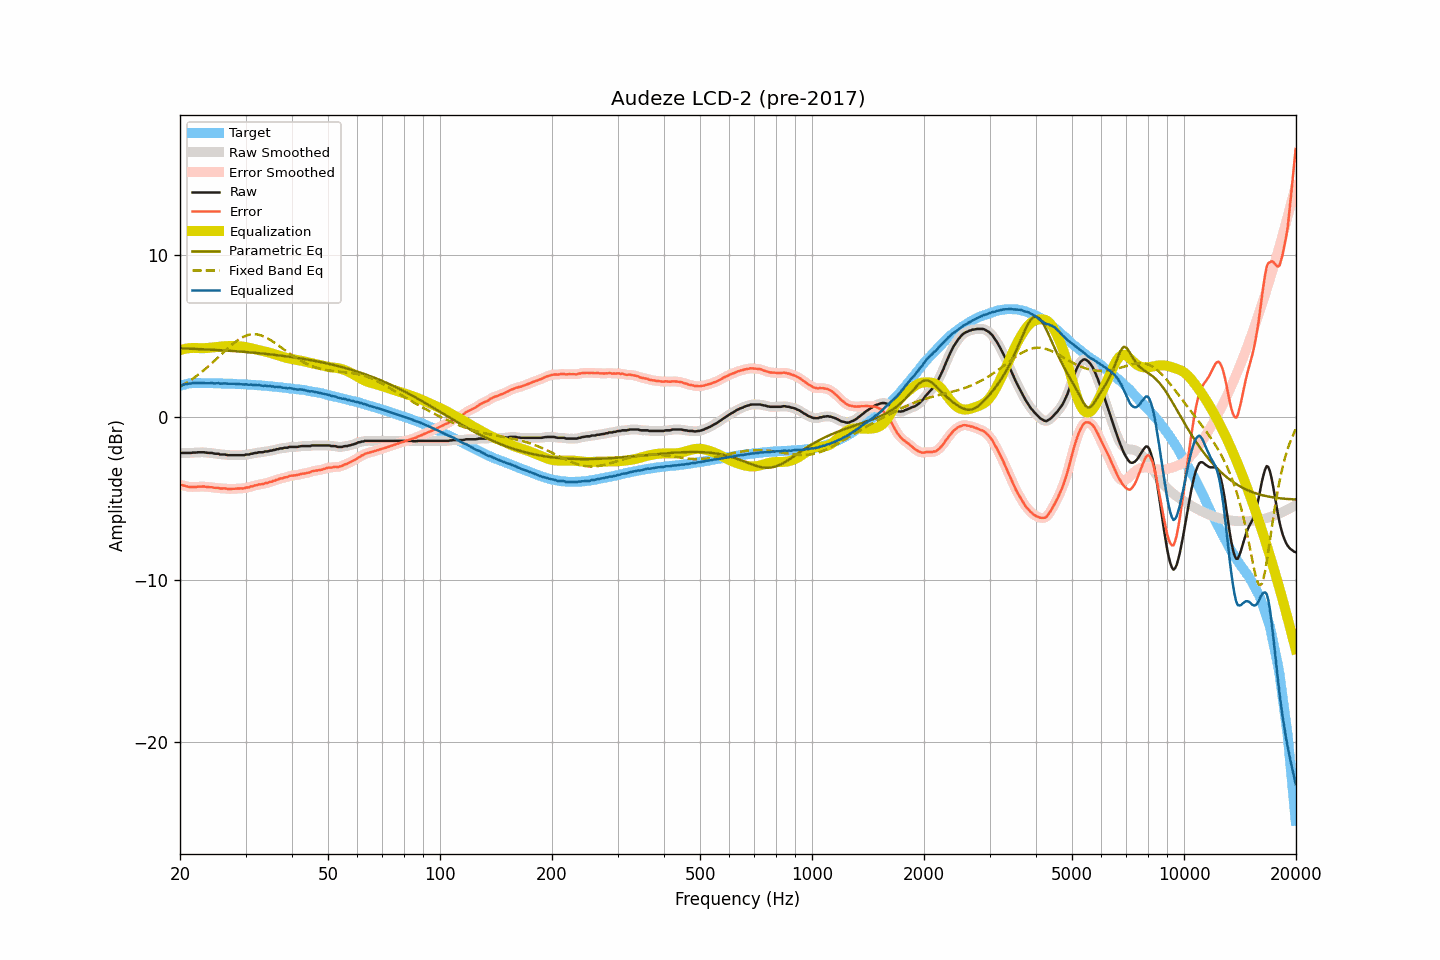 Audeze LCD-2 (pre-2017)
Target
Raw Smoothed
Error Smoothed
Raw
Error
Equalization
Parametric Eq
Fixed Band Eq
Equalized
10
0
−10
−20
Amplitude (dBr)
20 50 100 200 500 1000 2000 5000 10000 20000
Frequency (Hz)